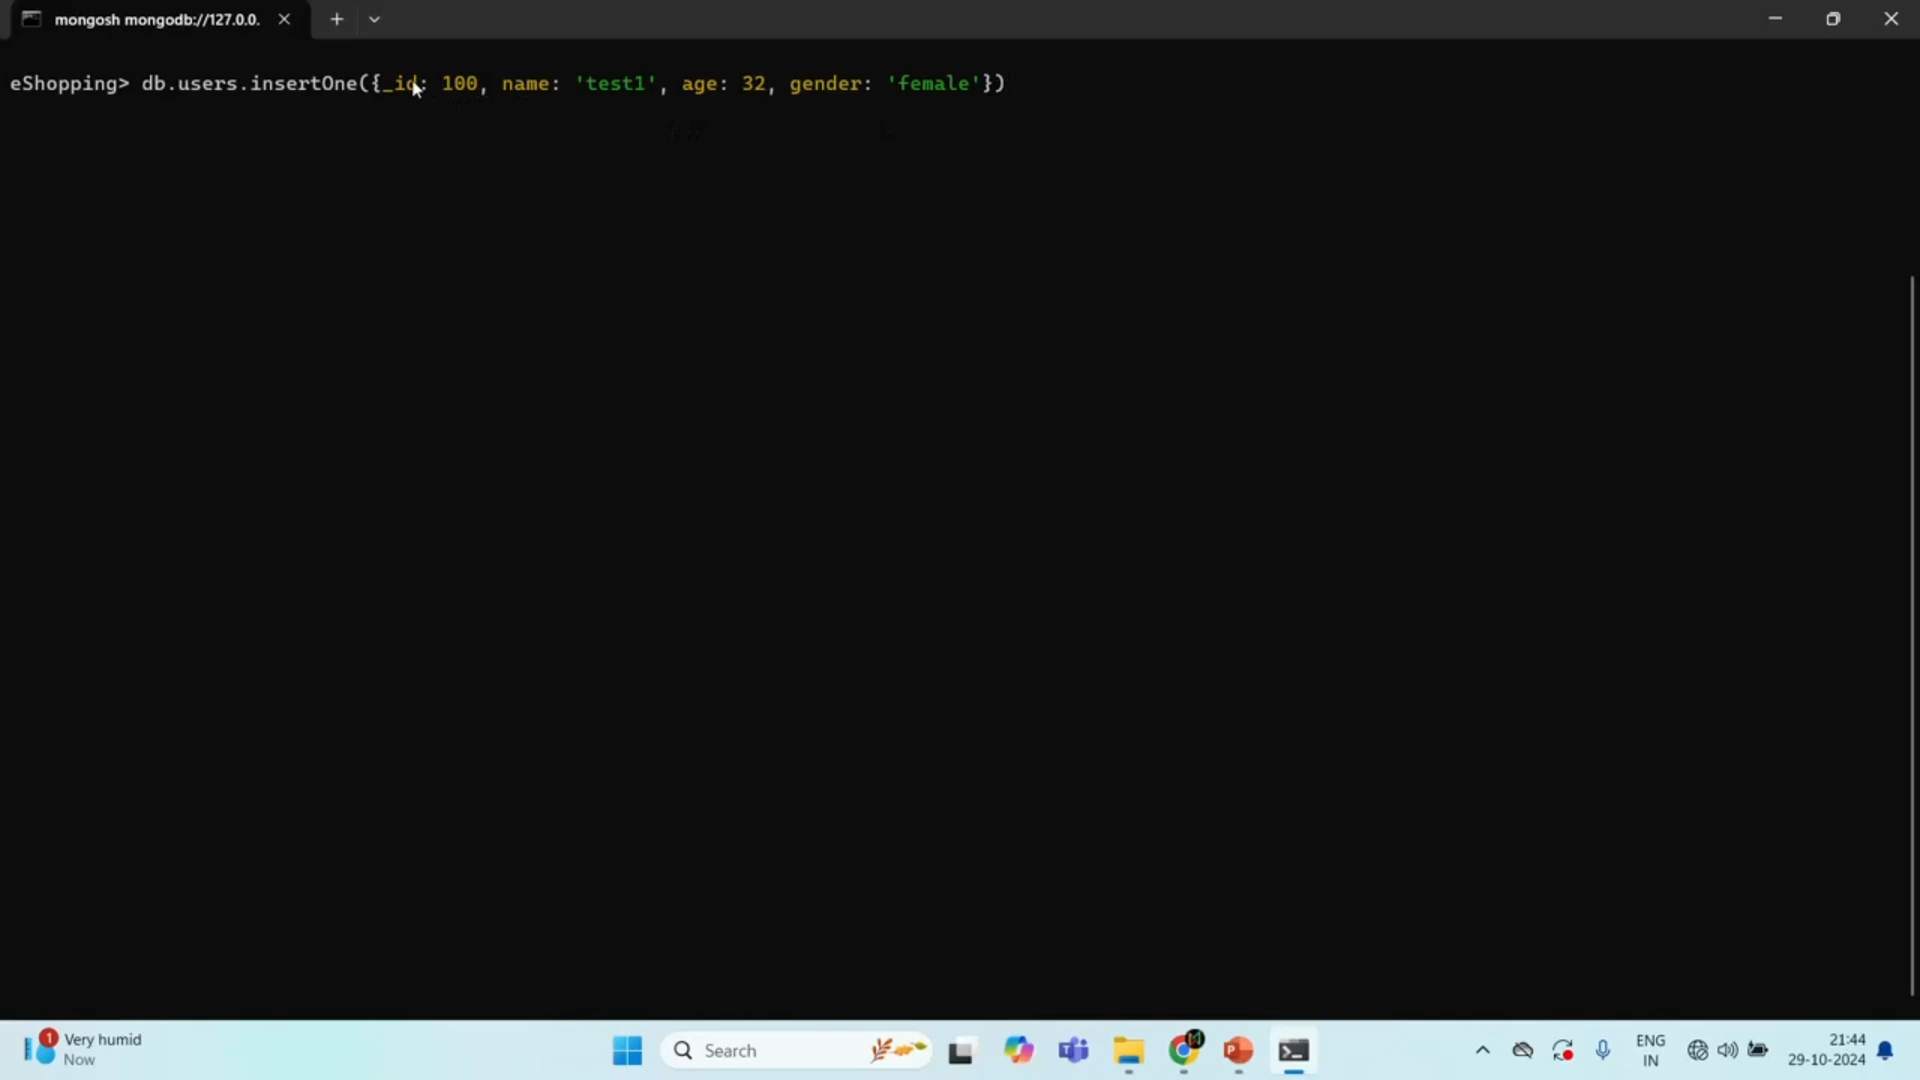 mongosh mongodb://127.0.0.
eShopping> db.users.insertOne({_id: 100, name: 'test1', age: 32, gender: 'female'})
1
Very humid
Now
Search
ENG
IN
21:44
29-10-2024